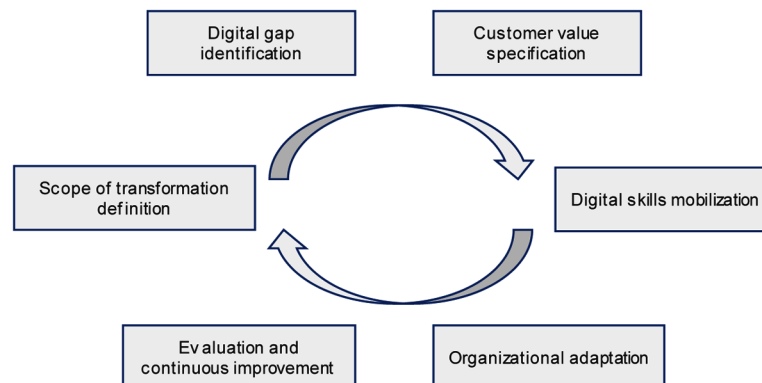 Digital gap
identification
Customer value
specification
Scope of transformation
definition
Digital skills mobilization
Evaluation and
continuous improvement
Organizational adaptation